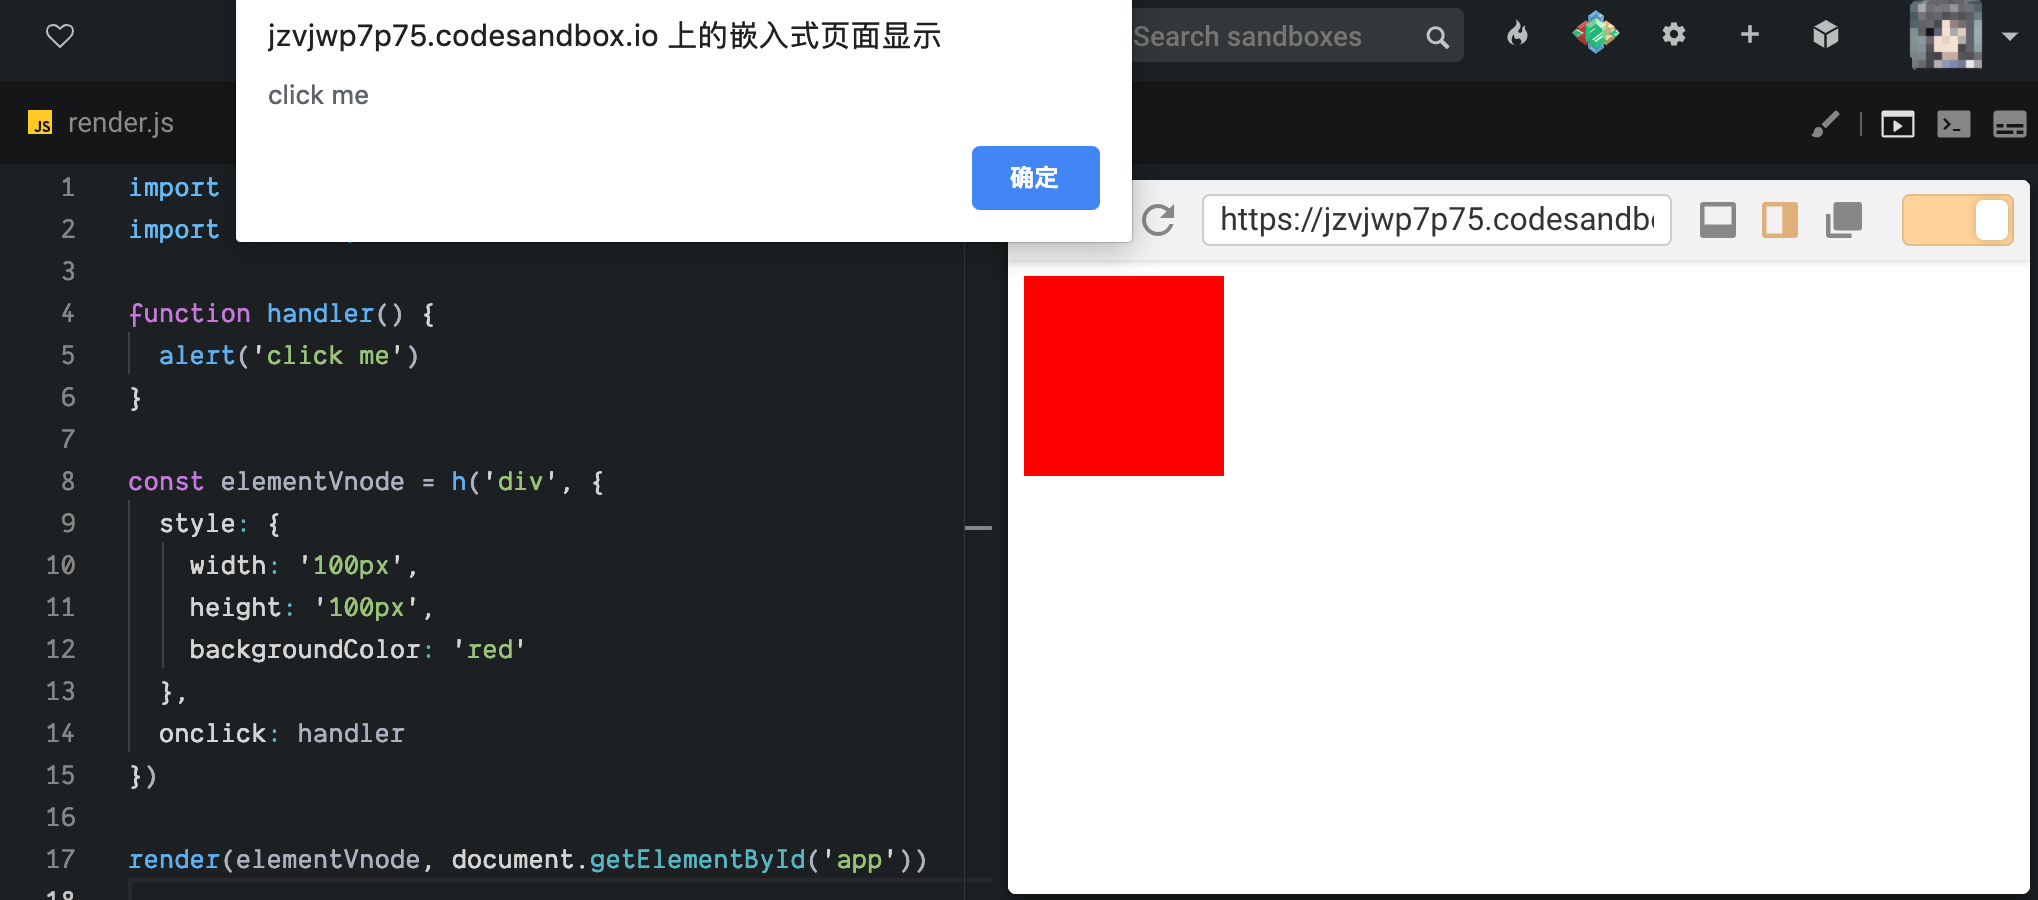 jzvjwp7p75.codesandbox.io 上的嵌入式页面显示
click me
确定
Search sandboxes
JS render.js
https://jzvjwp7p75.codesandb
1 import
2 import
3
4 function handler() {
5 alert('click me')
6 }
7
8 const elementVnode = h('div', {
9 style: {
10 width: '100px',
11 height: '100px',
12 backgroundColor: 'red'
13 },
14 onclick: handler
15 })
16
17 render(elementVnode, document.getElementById('app'))
18